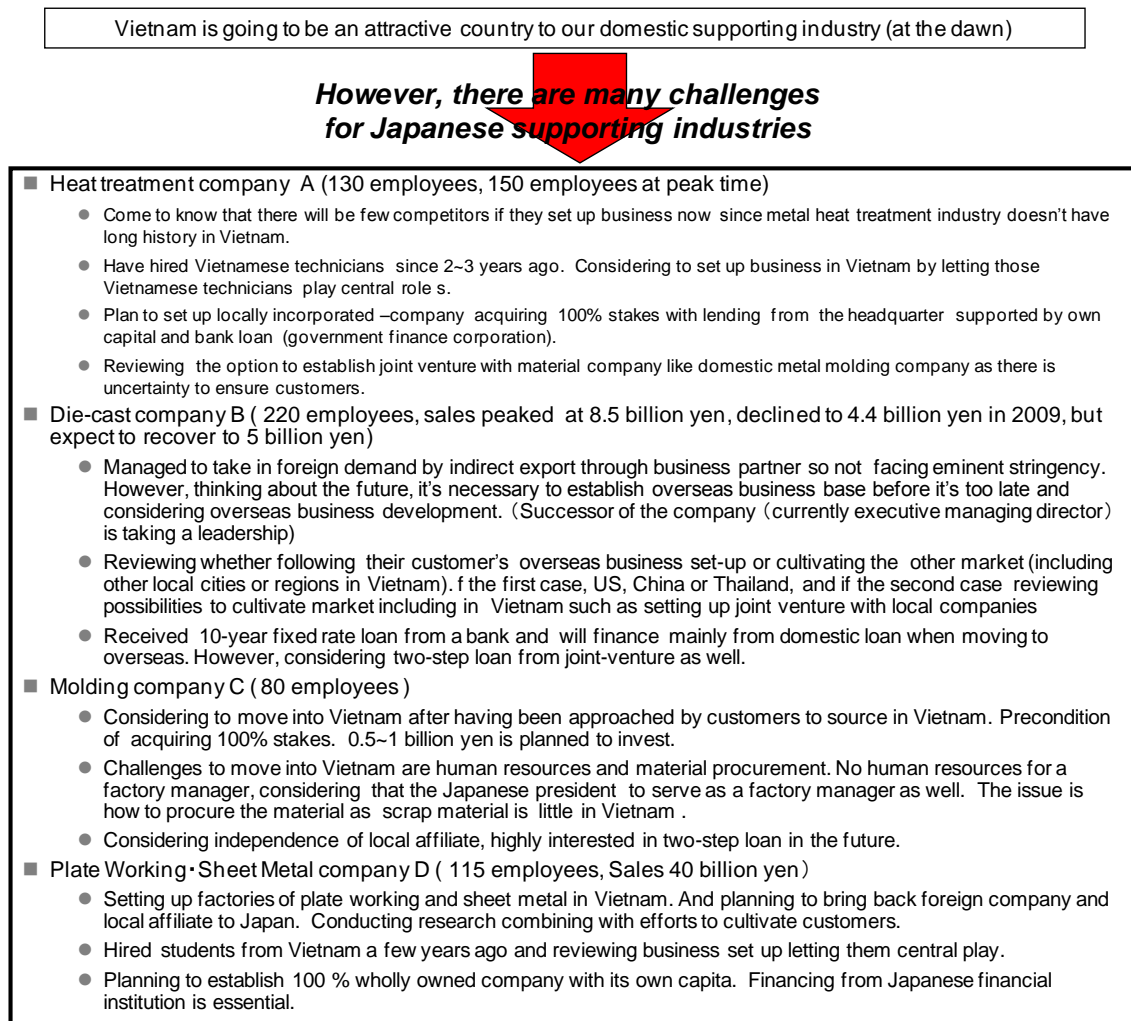 Vietnam is going to be an attractive country to our domestic supporting industry (at the dawn)
However, there are many challenges
for Japanese supporting industries
■ Heat treatment company A (130 employees, 150 employees at peak time)
● Come to know that there will be few competitors if they set up business now since metal heat treatment industry doesn't have
long history in Vietnam.
● Have hired Vietnamese technicians since 2~3 years ago. Considering to set up business in Vietnam by letting those
Vietnamese technicians play central role s.
● Plan to set up locally incorporated –company acquiring 100% stakes with lending from the headquarter supported by own
capital and bank loan (government finance corporation).
● Reviewing the option to establish joint venture with material company like domestic metal molding company as there is
uncertainty to ensure customers.
■ Die-cast company B ( 220 employees, sales peaked at 8.5 billion yen, declined to 4.4 billion yen in 2009, but
expect to recover to 5 billion yen)
● Managed to take in foreign demand by indirect export through business partner so not facing eminent stringency.
However, thinking about the future, it's necessary to establish overseas business base before it's too late and
considering overseas business development.（Successor of the company（currently executive managing director）
is taking a leadership)
● Reviewing whether following their customer's overseas business set-up or cultivating the other market (including
other local cities or regions in Vietnam). f the first case, US, China or Thailand, and if the second case reviewing
possibilities to cultivate market including in Vietnam such as setting up joint venture with local companies
● Received 10-year fixed rate loan from a bank and will finance mainly from domestic loan when moving to
overseas. However, considering two-step loan from joint-venture as well.
■ Molding company C ( 80 employees )
● Considering to move into Vietnam after having been approached by customers to source in Vietnam. Precondition
of acquiring 100% stakes. 0.5~1 billion yen is planned to invest.
● Challenges to move into Vietnam are human resources and material procurement. No human resources for a
factory manager, considering that the Japanese president to serve as a factory manager as well. The issue is
how to procure the material as scrap material is little in Vietnam .
● Considering independence of local affiliate, highly interested in two-step loan in the future.
■ Plate Working・Sheet Metal company D ( 115 employees, Sales 40 billion yen）
● Setting up factories of plate working and sheet metal in Vietnam. And planning to bring back foreign company and
local affiliate to Japan. Conducting research combining with efforts to cultivate customers.
● Hired students from Vietnam a few years ago and reviewing business set up letting them central play.
● Planning to establish 100 % wholly owned company with its own capita. Financing from Japanese financial
institution is essential.